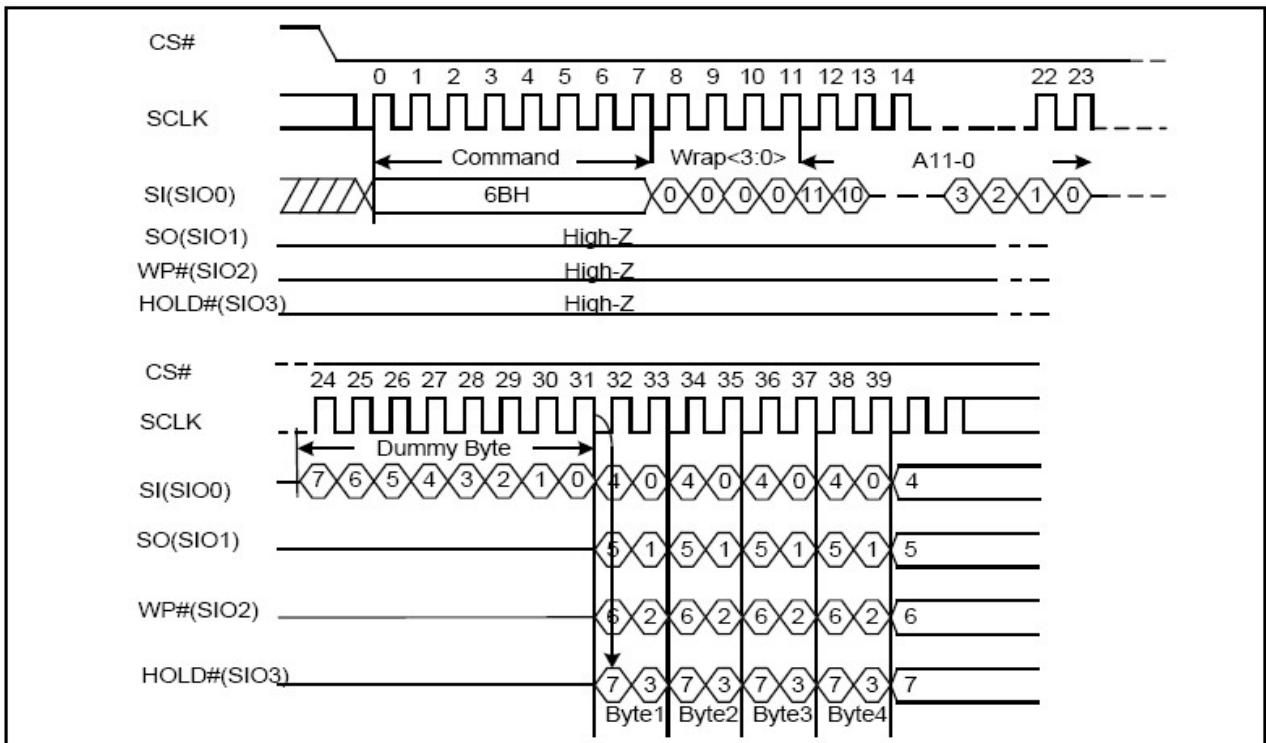 CS#
0 1 2 3 4 5 6 7 8 9 10 11 12 13 14 22 23
SCLK
Command Wrap<3:0> A11-0
SI(SIO0) 6BH 0 0 0 0 11 10 3 2 1 0
SO(SIO1) High-Z
WP#(SIO2) High-Z
HOLD#(SIO3) High-Z
CS#
24 25 26 27 28 29 30 31 32 33 34 35 36 37 38 39
SCLK
Dummy Byte
SI(SIO0) 7 6 5 4 3 2 1 0 4 0 4 0 4 0 4 0 4
SO(SIO1) 5 1 5 1 5 1 5 1 5
WP#(SIO2) 6 2 6 2 6 2 6 2 6
HOLD#(SIO3) 7 3 7 3 7 3 7 3 7
Byte1 Byte2 Byte3 Byte4